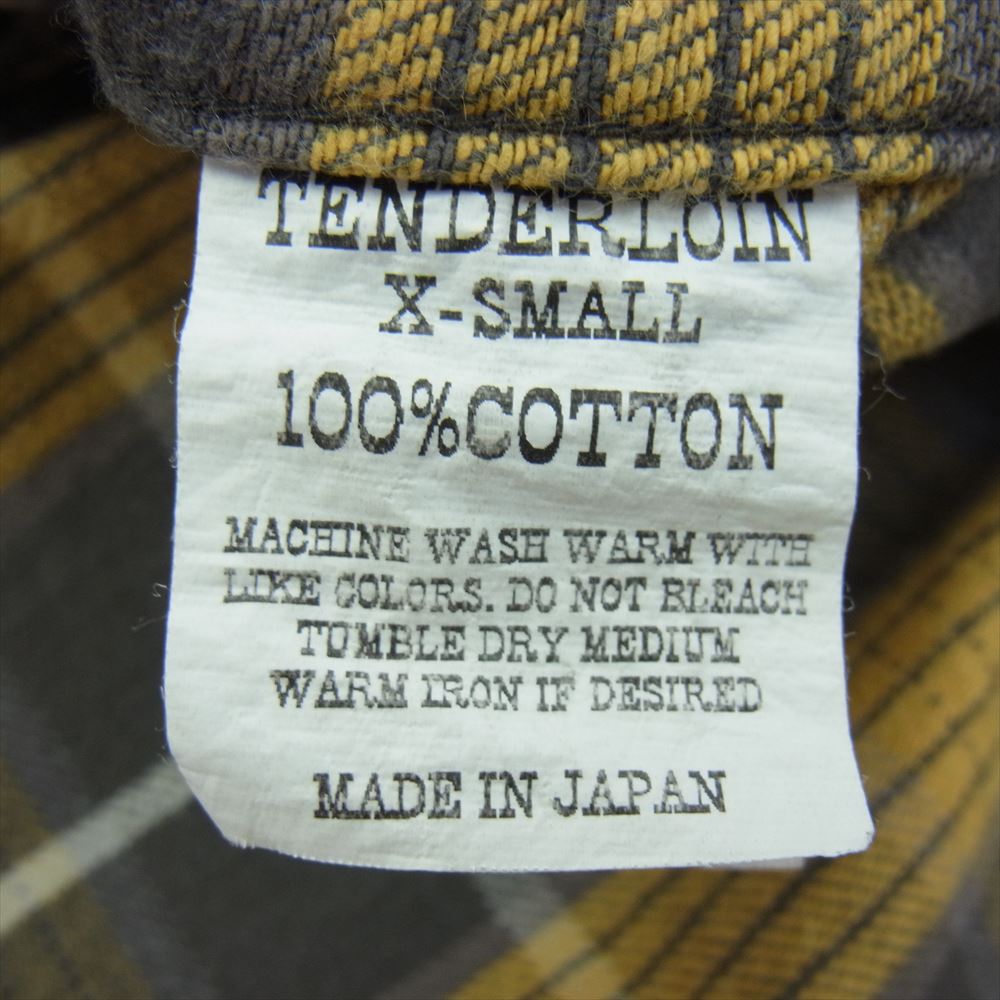 TENDERLOIN
X-SMALL
100%COTTON
MACHINE WASH WARM WITH
LIKE COLORS. DO NOT BLEACH
TUMBLE DRY MEDIUM
WARM IRON IF DESIRED
MADE IN JAPAN